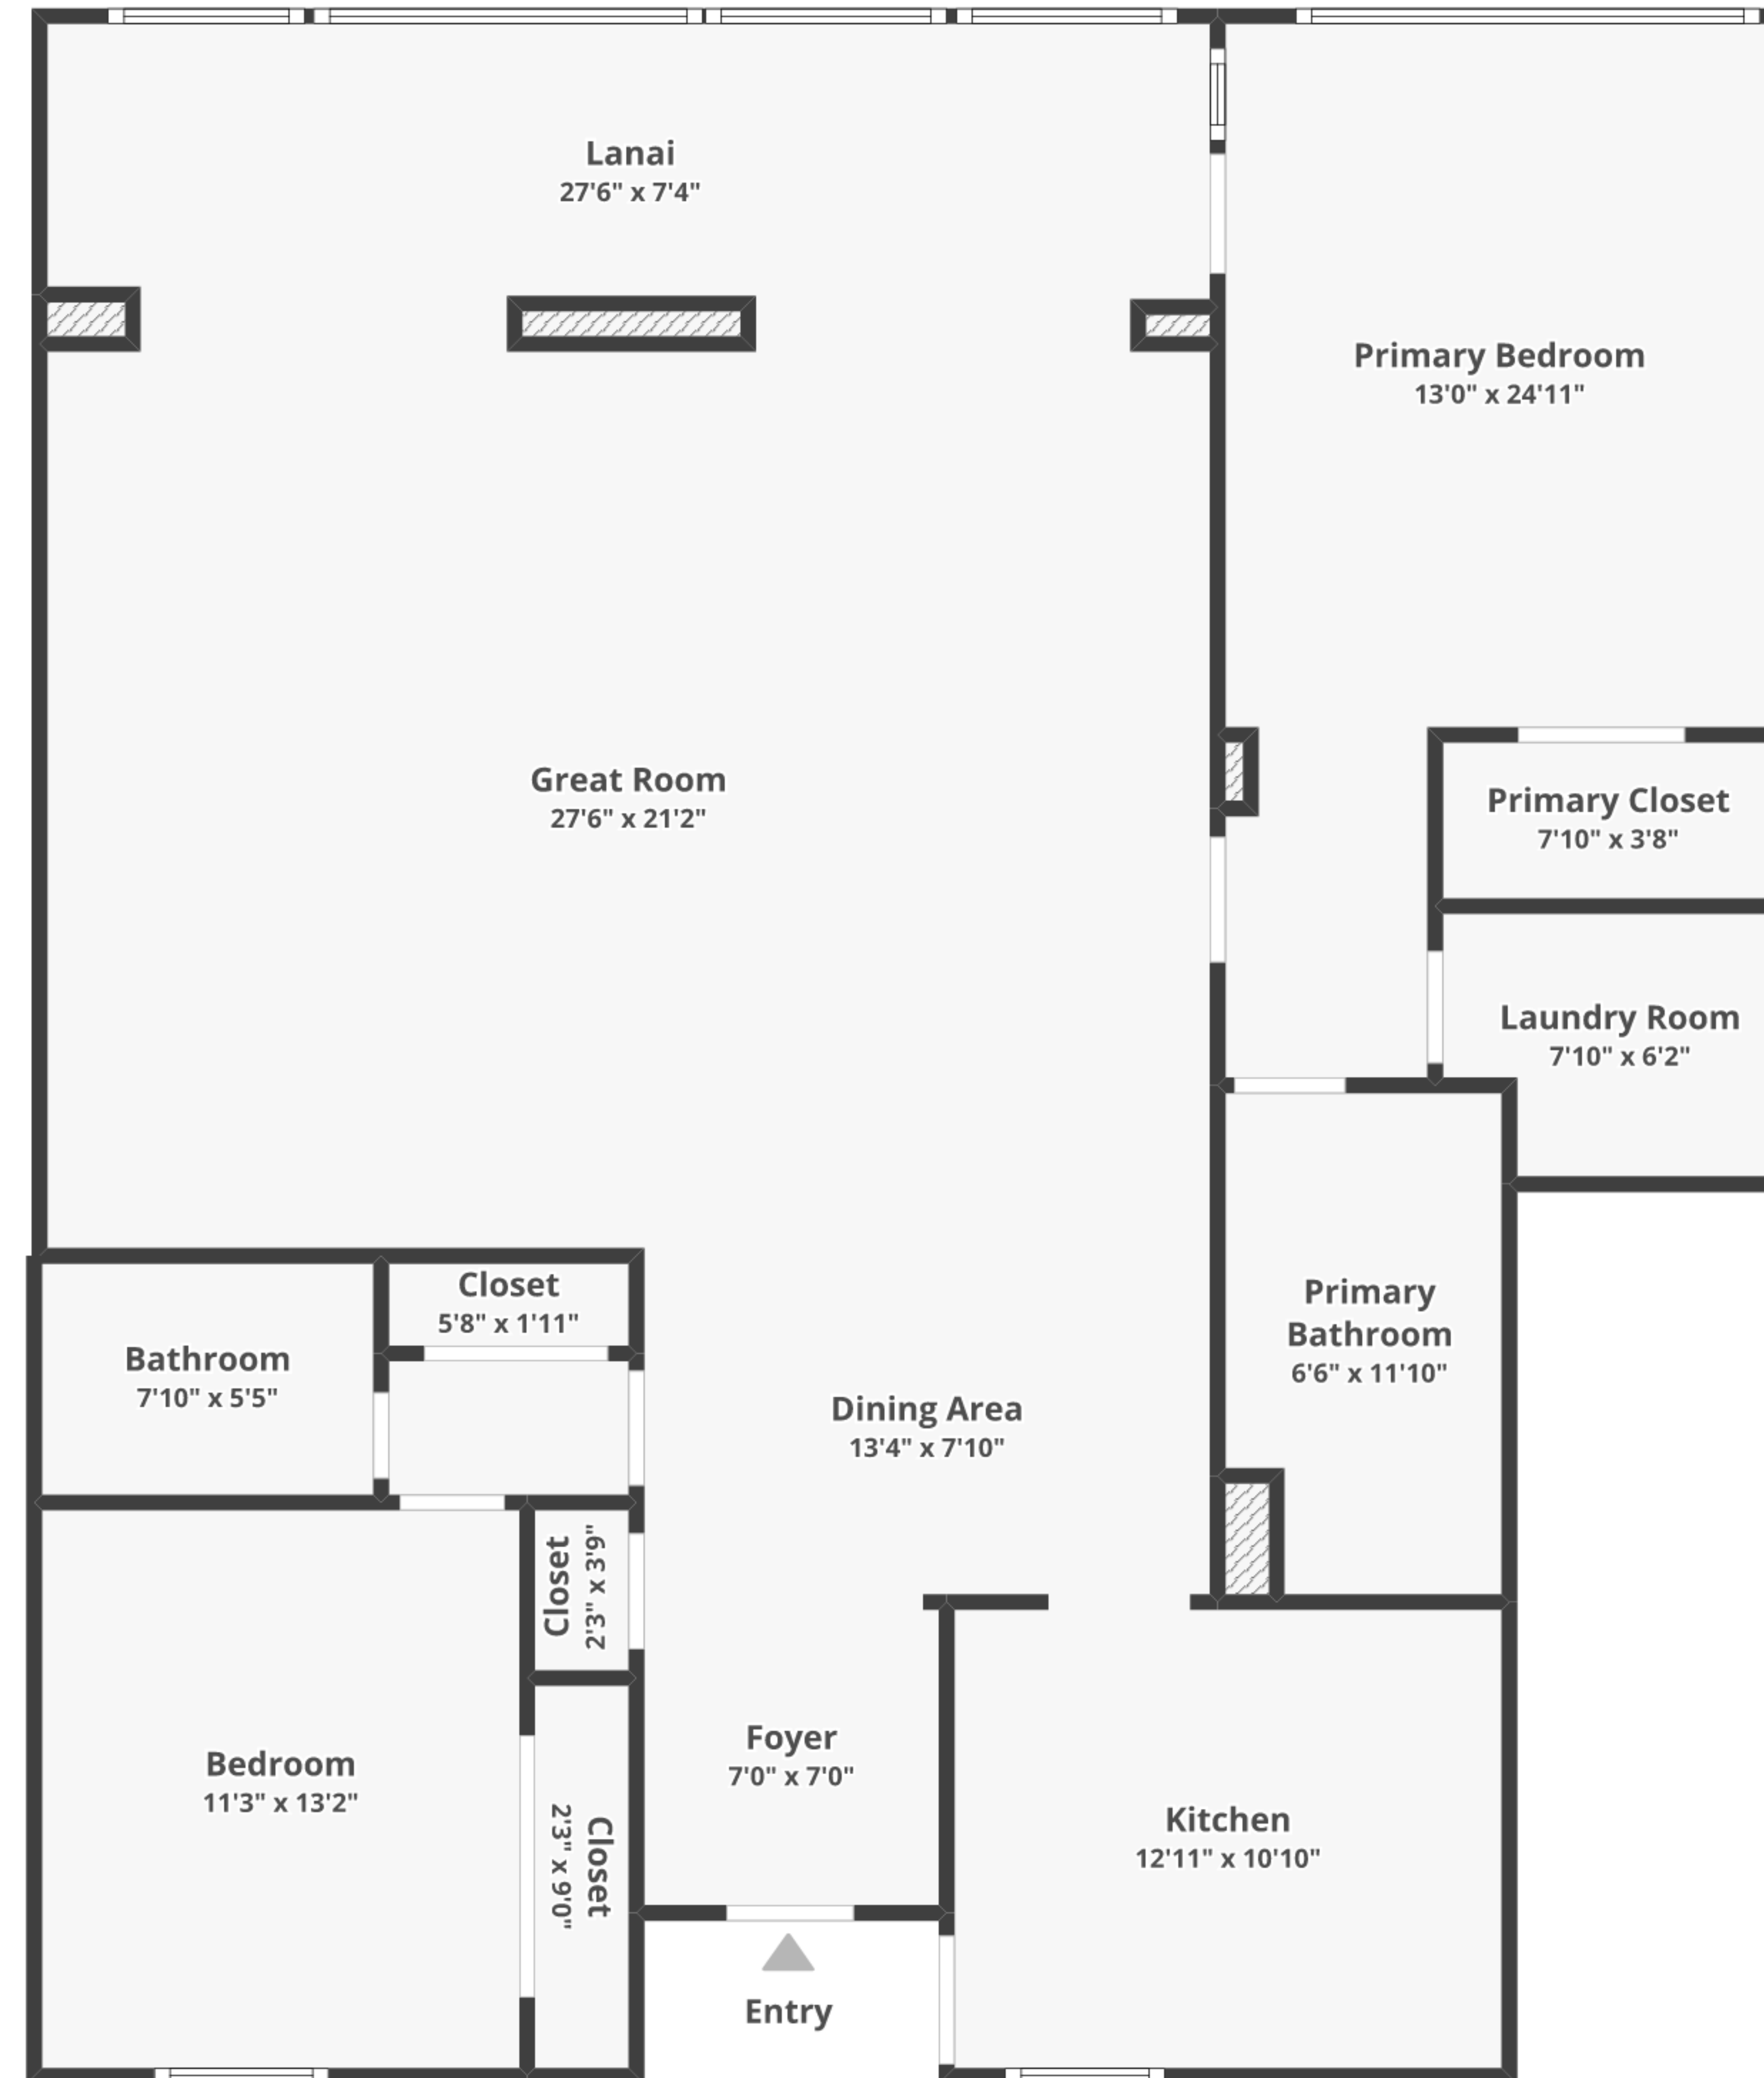 Lanai
27'6" x 7'4"
Primary Bedroom
13'0" x 24'11"
Great Room
27'6" x 21'2"
Primary Closet
7'10" x 3'8"
Laundry Room
7'10" x 6'2"
Closet
5'8" x 1'11"
Bathroom
7'10" x 5'5"
Primary
Bathroom
6'6" x 11'10"
Dining Area
13'4" x 7'10"
Closet
2'3" x 3'9"
Foyer
7'0" x 7'0"
Bedroom
11'3" x 13'2"
Closet
2'3" x 9'0"
Kitchen
12'11" x 10'10"
Entry